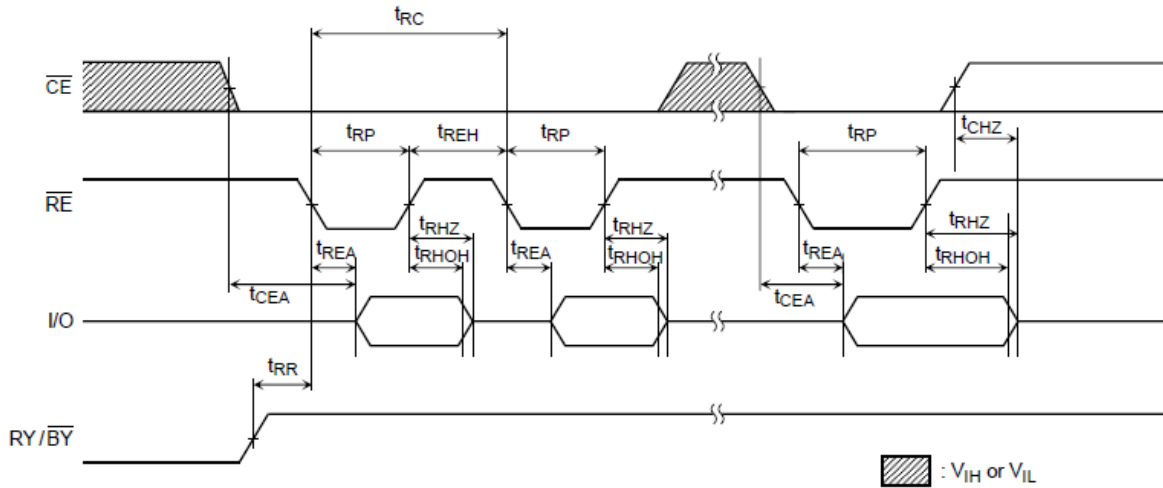 tRC
CE
tCHZ
tRP tREH tRP tRP
RE
tRHZ tRHZ tRHZ
tREA tRHOH tREA tRHOH tREA tRHOH
tCEA tCEA
I/O
tRR
RY/BY
: VIH or VIL